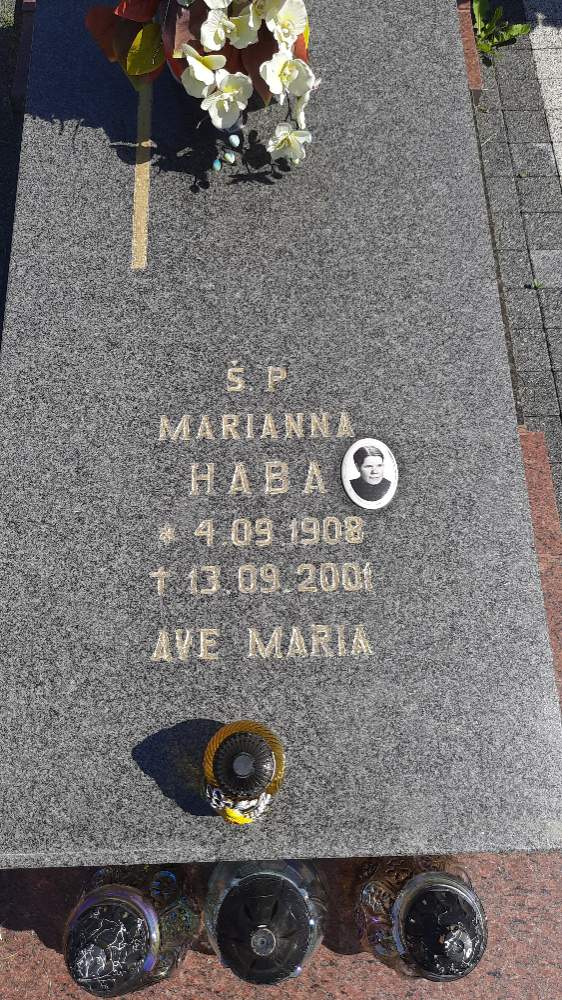 Š P
MARIANNA
HABA
* 4.09.1908
† 13.09.2001
AVE MARIA